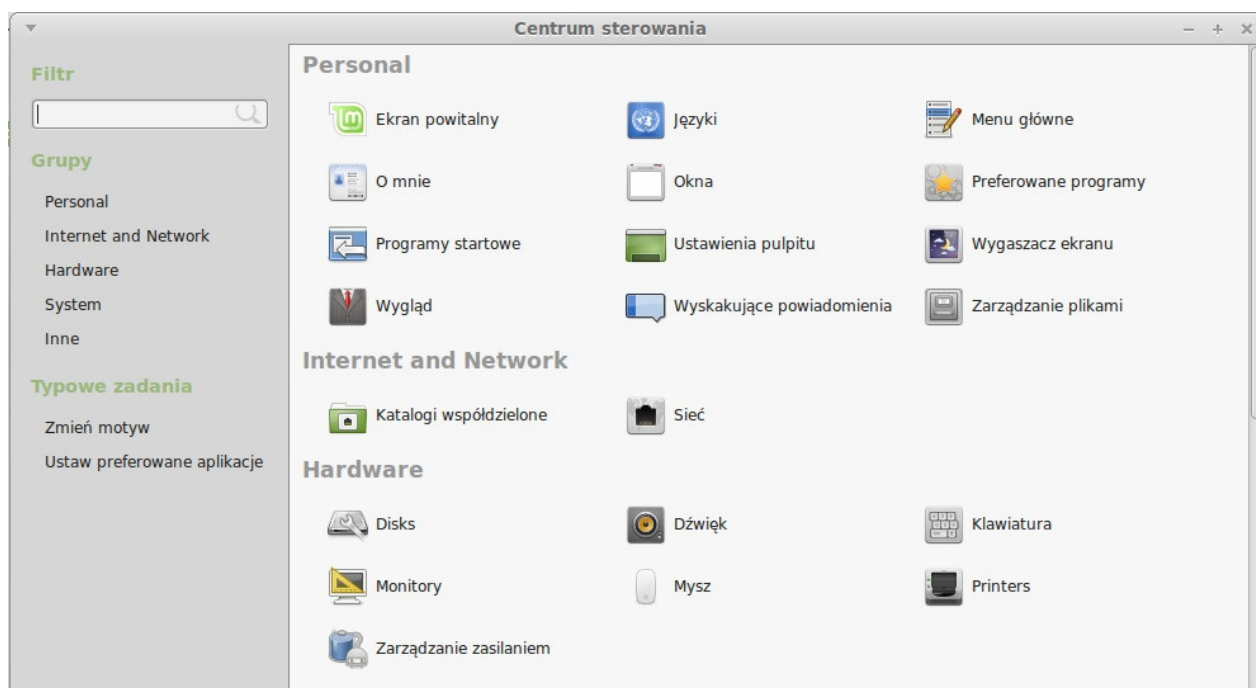 Centrum sterowania
Filtr
Grupy
Personal
Internet and Network
Hardware
System
Inne
Typowe zadania
Zmień motyw
Ustaw preferowane aplikacje
Personal
Ekran powitalny
Języki
Menu główne
O mnie
Okna
Preferowane programy
Programy startowe
Ustawienia pulpitu
Wygaszacz ekranu
Wygląd
Wyskakujące powiadomienia
Zarządzanie plikami
Internet and Network
Katalogi współdzielone
Sieć
Hardware
Disks
Dźwięk
Klawiatura
Monitory
Mysz
Printers
Zarządzanie zasilaniem